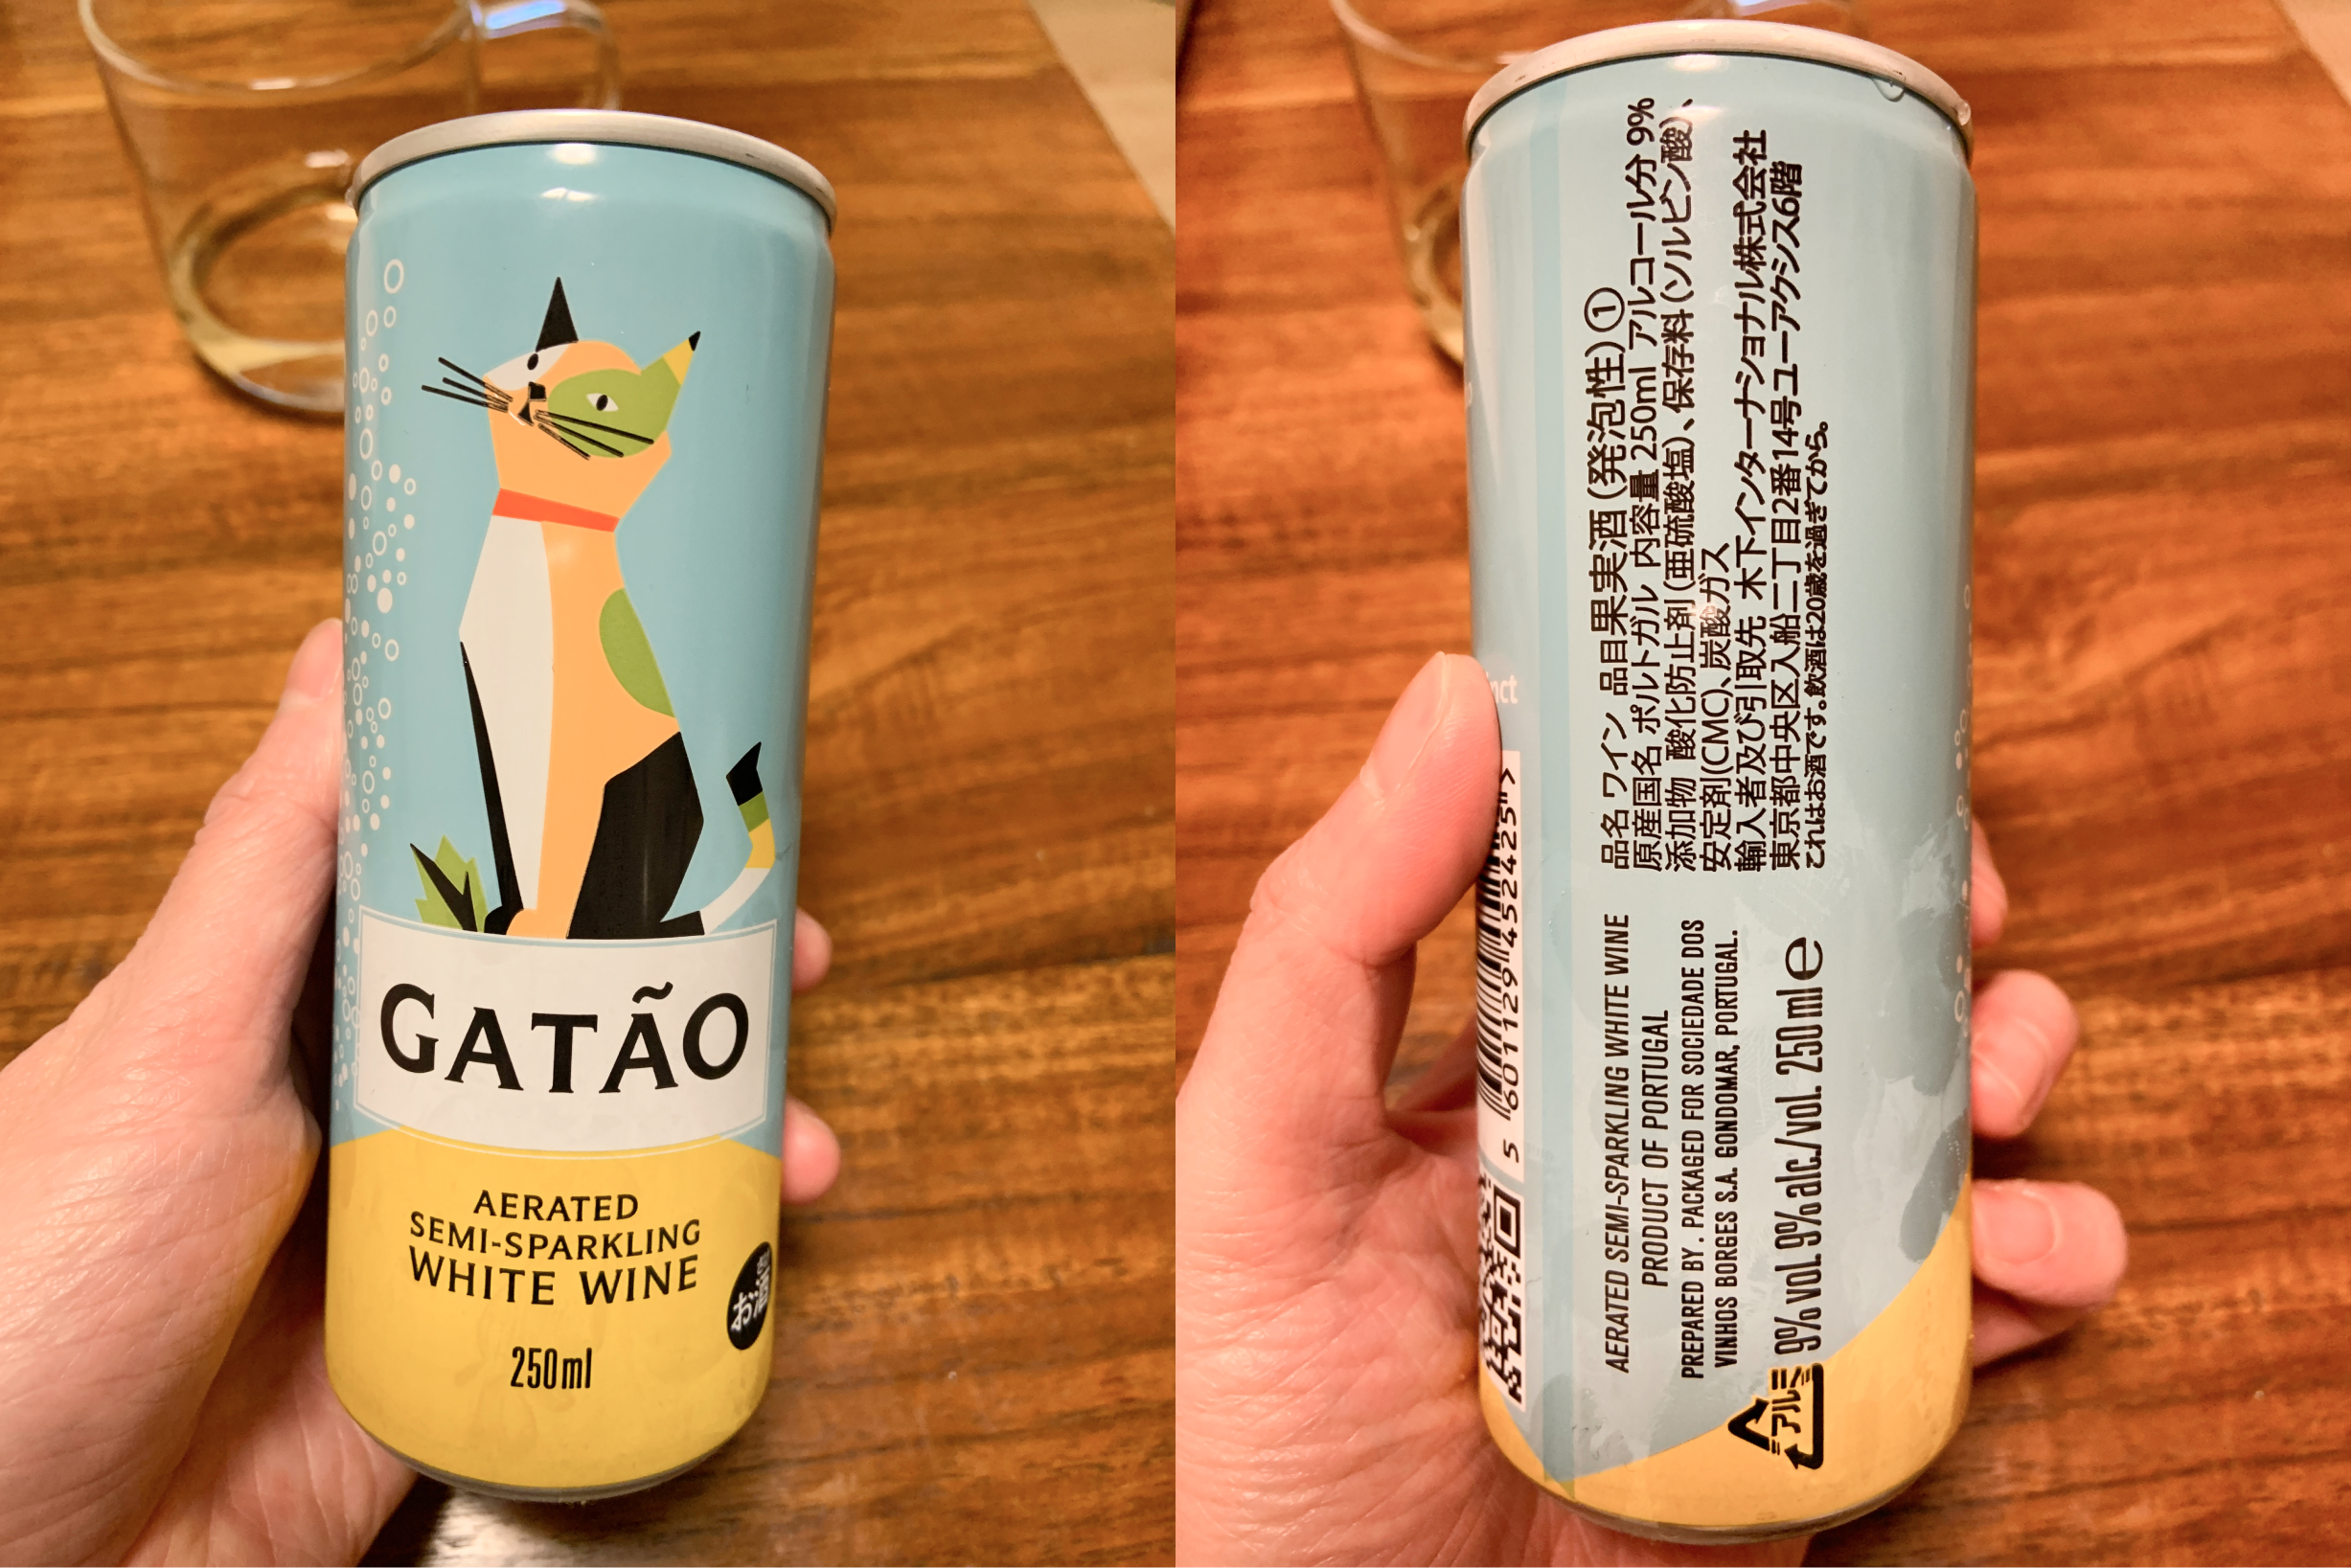 GATÃO
AERATED
SEMI-SPARKLING
WHITE WINE
250ml
お酒
品名 ワイン 品目果実酒(発泡性)①
原産国名 ポルトガル 内容量 250ml アルコール分 9%
添加物 酸化防止剤(亜硫酸塩)、保存料(ソルビン酸)、
安定剤(CMC)、炭酸ガス
輸入者及び引取先 木下インターナショナル株式会社
東京都中央区入船二丁目2番14号ユーアクシス6階
これはお酒です。飲酒は20歳を過ぎてから。
AERATED SEMI-SPARKLING WHITE WINE
PRODUCT OF PORTUGAL
PREPARED BY. PACKAGED FOR SOCIEDADE DOS
VINHOS BORGES S.A. GONDOMAR, PORTUGAL.
9% vol. 9% alc./vol. 250 ml e
アルミ
5 601129 452425 >